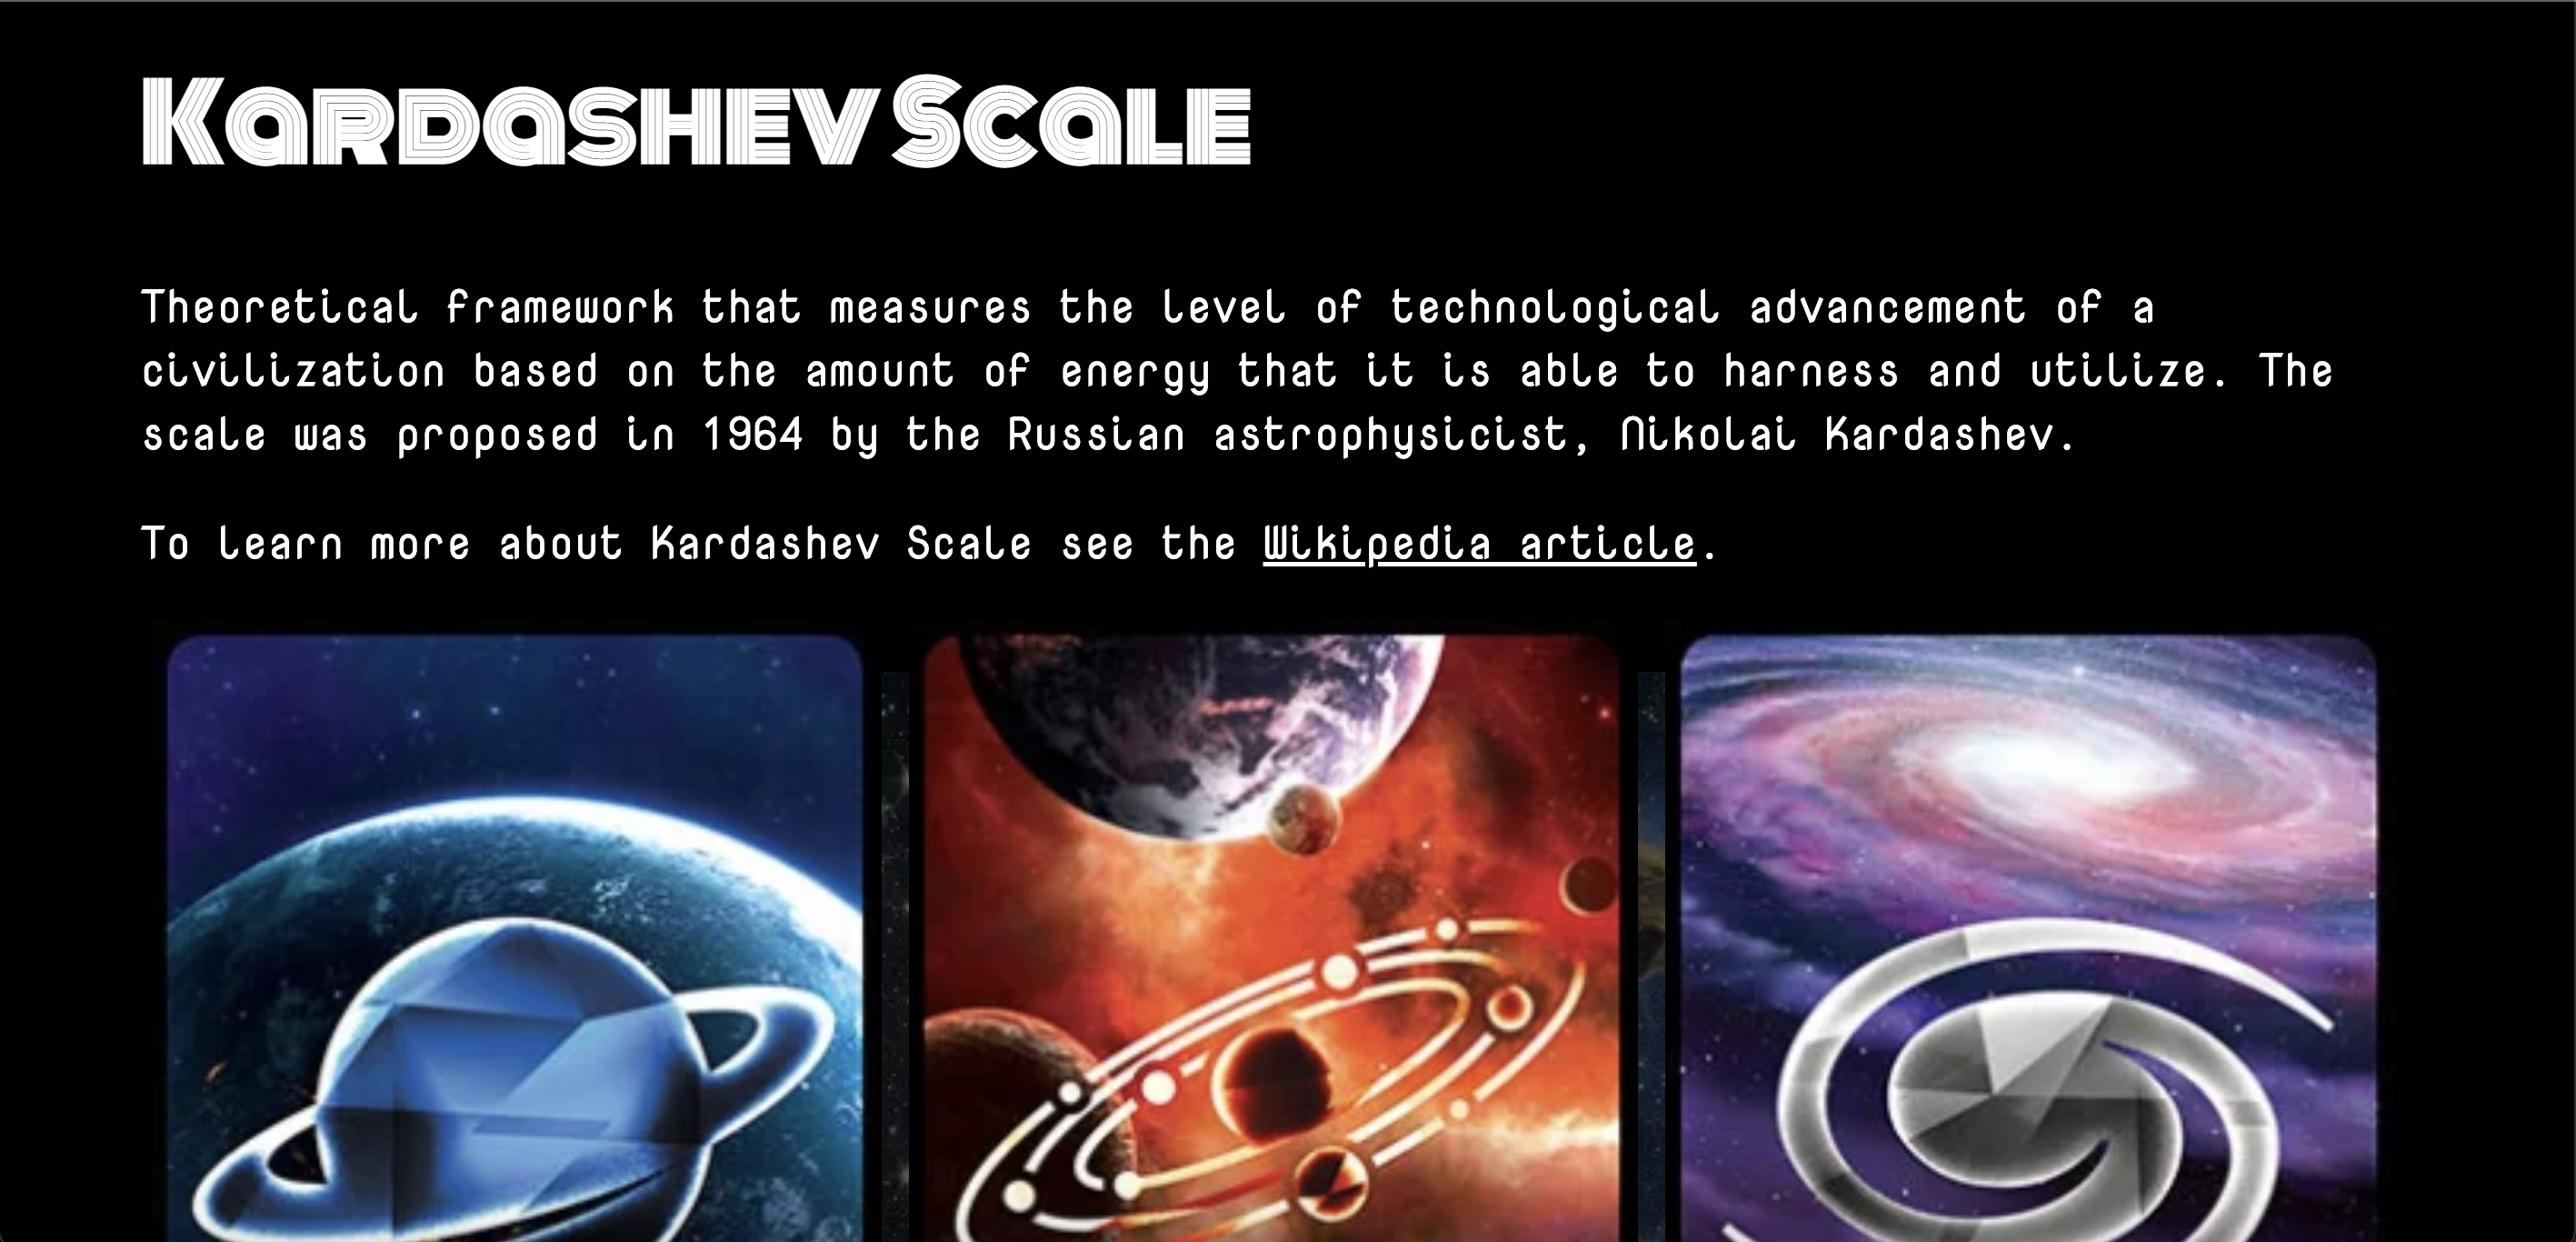 Kardashev Scale
Theoretical framework that measures the level of technological advancement of a
civilization based on the amount of energy that it is able to harness and utilize. The
scale was proposed in 1964 by the Russian astrophysicist, Nikolai Kardashev.
To learn more about Kardashev Scale see the Wikipedia article.